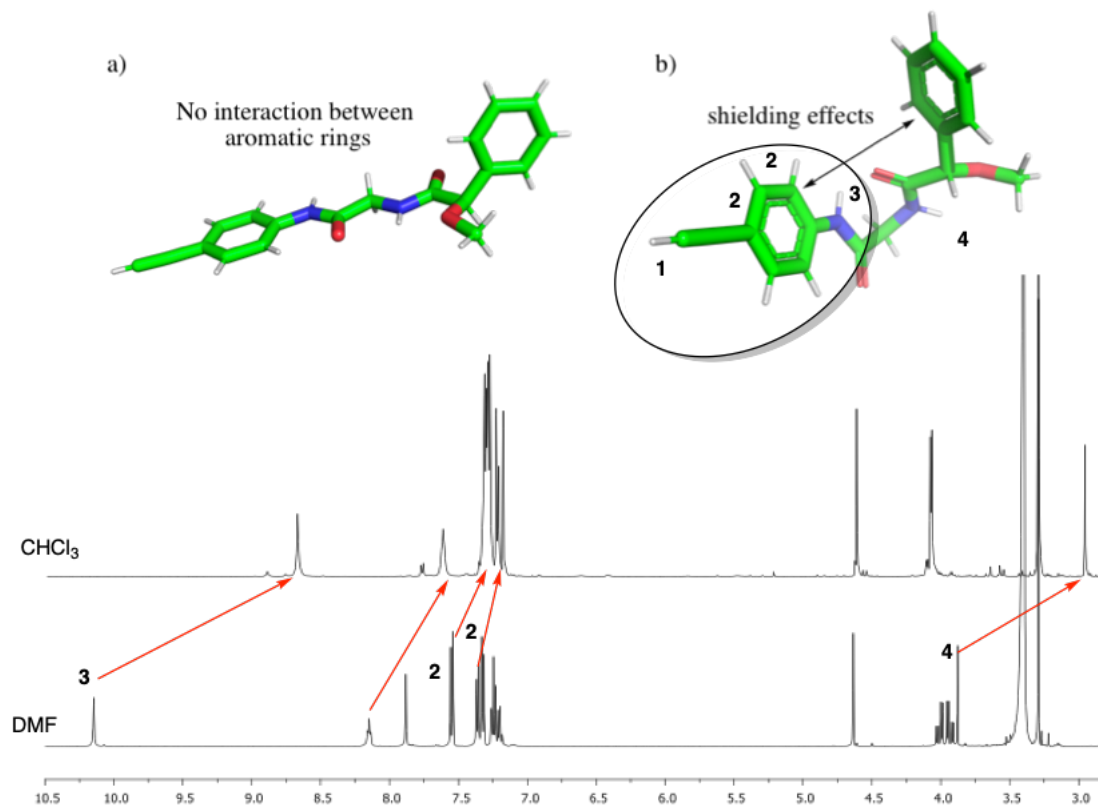 a)
No interaction between
aromatic rings
b)
shielding effects
2
2
3
1
4
CHCl₃
3
2
2
4
DMF
10.5 10.0 9.5 9.0 8.5 8.0 7.5 7.0 6.5 6.0 5.5 5.0 4.5 4.0 3.5 3.0